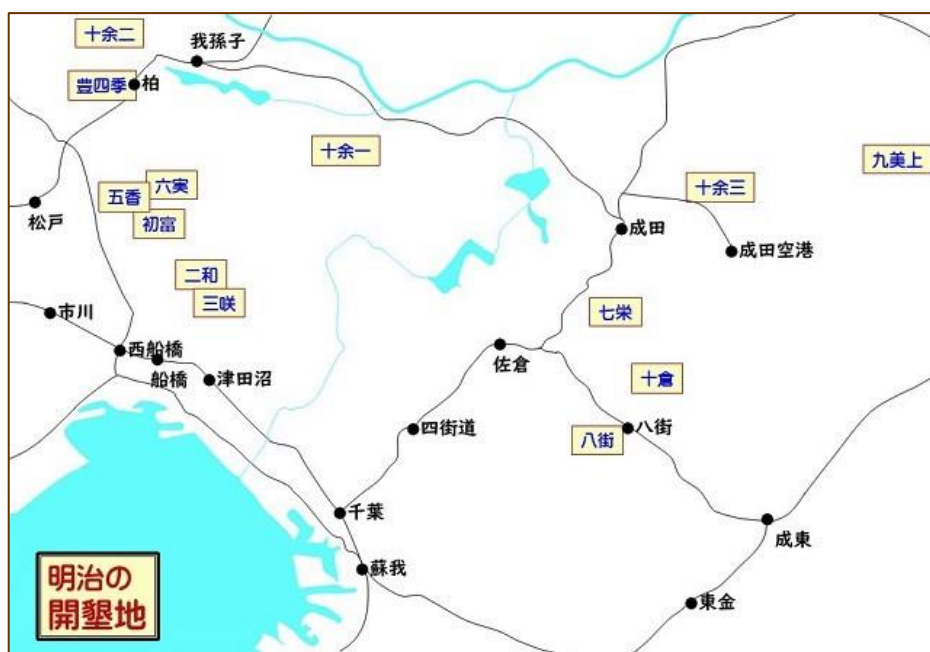 十余二
我孫子
豊四季
柏
十余一
九美上
六実
五香
十余三
松戸
初富
成田
成田空港
二和
三咲
市川
七栄
西船橋
佐倉
船橋
津田沼
十倉
四街道
八街
八街
千葉
成東
蘇我
明治の
開墾地
東金